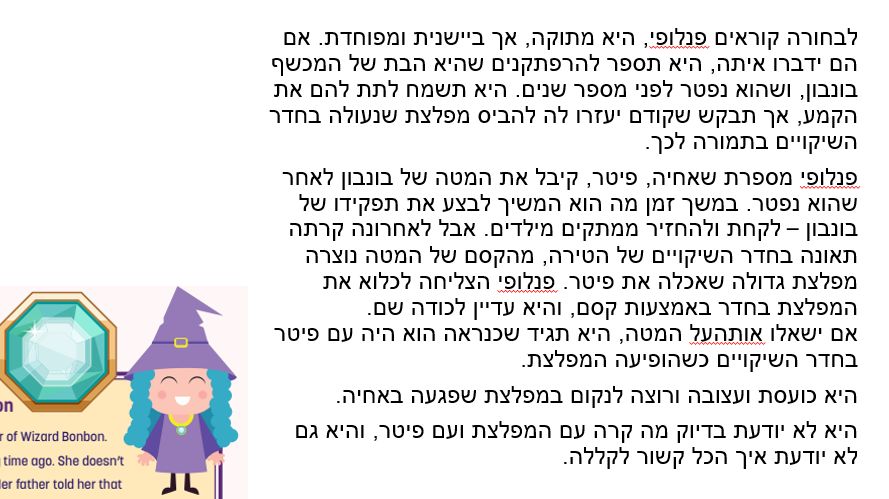 לבחורה קוראים פנלופי, היא מתוקה, אך ביישנית ומפוחדת. אם
הם ידברו איתה, היא תספר להרפתקנים שהיא הבת של המכשף
בונבון, ושהוא נפטר לפני מספר שנים. היא תשמח לתת להם את
הקמע, אך תבקש שקודם יעזרו לה להביס מפלצת שנעולה בחדר
השיקויים בתמורה לכך.
פנלופי מספרת שאחיה, פיטר, קיבל את המטה של בונבון לאחר
שהוא נפטר. במשך זמן מה הוא המשיך לבצע את תפקידו של
בונבון – לקחת ולהחזיר ממתקים מילדים. אבל לאחרונה קרתה
תאונה בחדר השיקויים של הטירה, מהקסם של המטה נוצרה
מפלצת גדולה שאכלה את פיטר. פנלופי הצליחה לכלוא את
המפלצת בחדר באמצעות קסם, והיא עדיין לכודה שם.
אם ישאלו אותהעל המטה, היא תגיד שכנראה הוא היה עם פיטר
בחדר השיקויים כשהופיעה המפלצת.
היא כועסת ועצובה ורוצה לנקום במפלצת שפגעה באחיה.
היא לא יודעת בדיוק מה קרה עם המפלצת ועם פיטר, והיא גם
לא יודעת איך הכל קשור לקללה.
on
r of Wizard Bonbon.
time ago. She doesn't
er father told her that